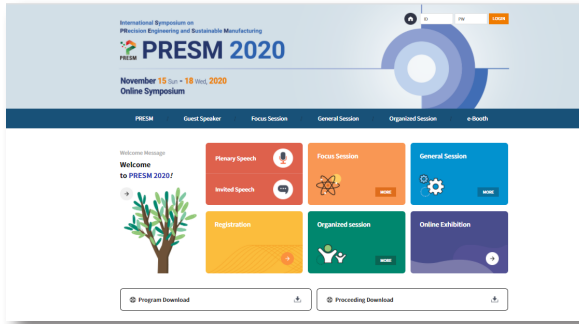 International Symposium on
PRecision Engineering and Sustainable Manufacturing
PRESM
PRESM 2020
November 15 Sun - 18 Wed, 2020
Online Symposium
ID
PW
LOGIN
PRESM
Guest Speaker
Focus Session
General Session
Organized Session
e-Booth
Welcome Message
Welcome
to PRESM 2020!
Plenary Speech
Invited Speech
Focus Session
MORE
General Session
MORE
Registration
Organized session
MORE
Online Exhibition
Program Download
Proceeding Download